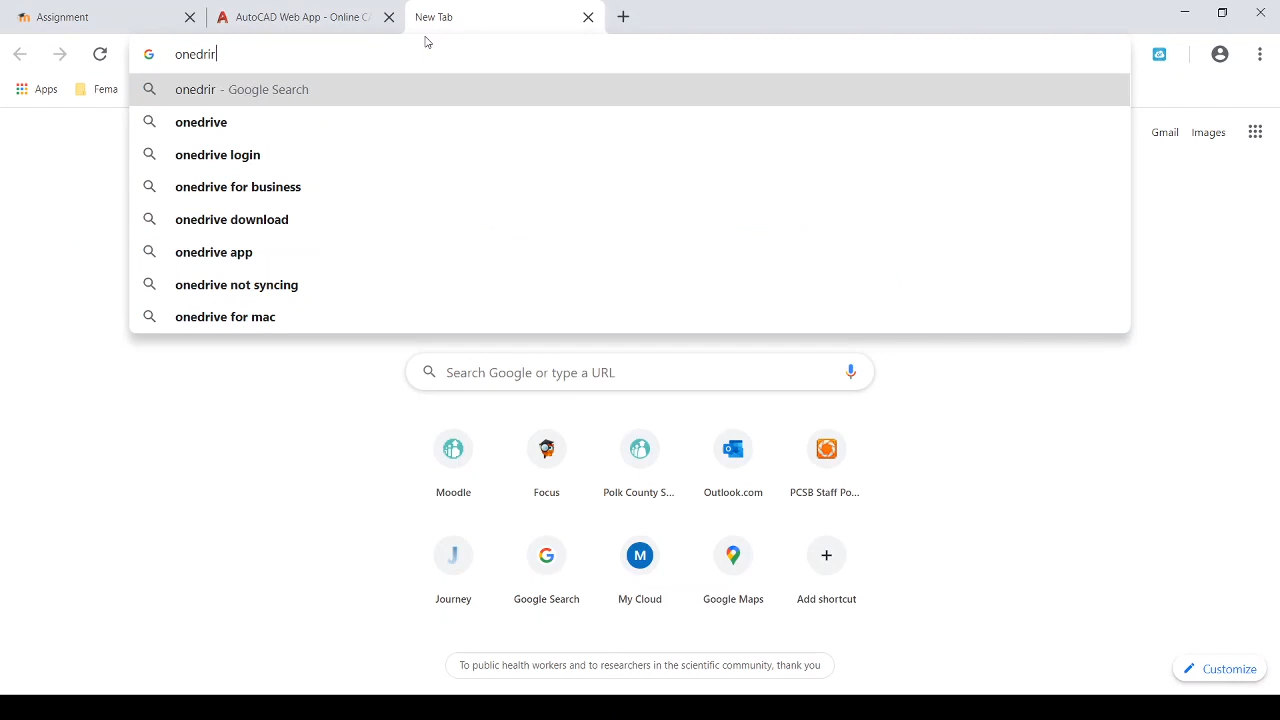 Assignment
AutoCAD Web App - Online CA
New Tab
onedrir
Apps
Fema
onedrir - Google Search
onedrive
onedrive login
onedrive for business
onedrive download
onedrive app
onedrive not syncing
onedrive for mac
Gmail Images
Search Google or type a URL
Moodle
Focus
Polk County S...
Outlook.com
PCSB Staff Po...
J
M
Journey
Google Search
My Cloud
Google Maps
Add shortcut
To public health workers and to researchers in the scientific community, thank you
Customize